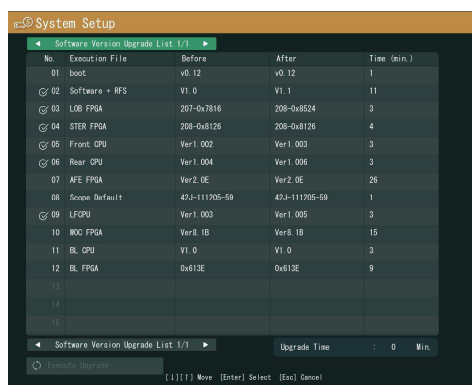 System Setup
◄ Software Version Upgrade List 1/1 ►
No. Execution File Before After Time (min.)
01 boot v0.12 v0.12 1
02 Software + RFS V1.0 V1.1 11
03 LOB FPGA 207-0x7816 208-0x8524 3
04 STER FPGA 208-0x8126 208-0x8126 4
05 Front CPU Ver1.002 Ver1.003 3
06 Rear CPU Ver1.004 Ver1.006 3
07 AFE FPGA Ver2.0E Ver2.0E 26
08 Scope Default 42J-111205-59 42J-111205-59 1
09 LFCPU Ver1.003 Ver1.005 3
10 WOC FPGA Ver8.1B Ver8.1B 15
11 BL CPU V1.0 V1.0 3
12 BL FPGA 0x613E 0x613E 9
13
14
15
◄ Software Version Upgrade List 1/1 ►
Upgrade Time : 0 Min.
Execute Upgrade
[↓][↑] Move [Enter] Select [Esc] Cancel